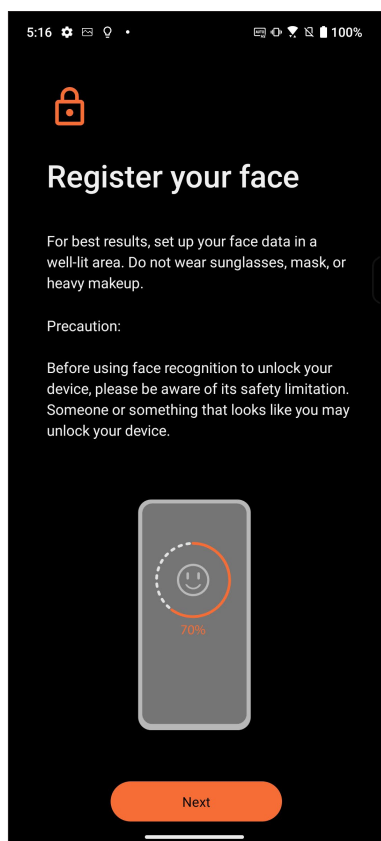 5:16 100%
Register your face
For best results, set up your face data in a
well-lit area. Do not wear sunglasses, mask, or
heavy makeup.
Precaution:
Before using face recognition to unlock your
device, please be aware of its safety limitation.
Someone or something that looks like you may
unlock your device.
70%
Next